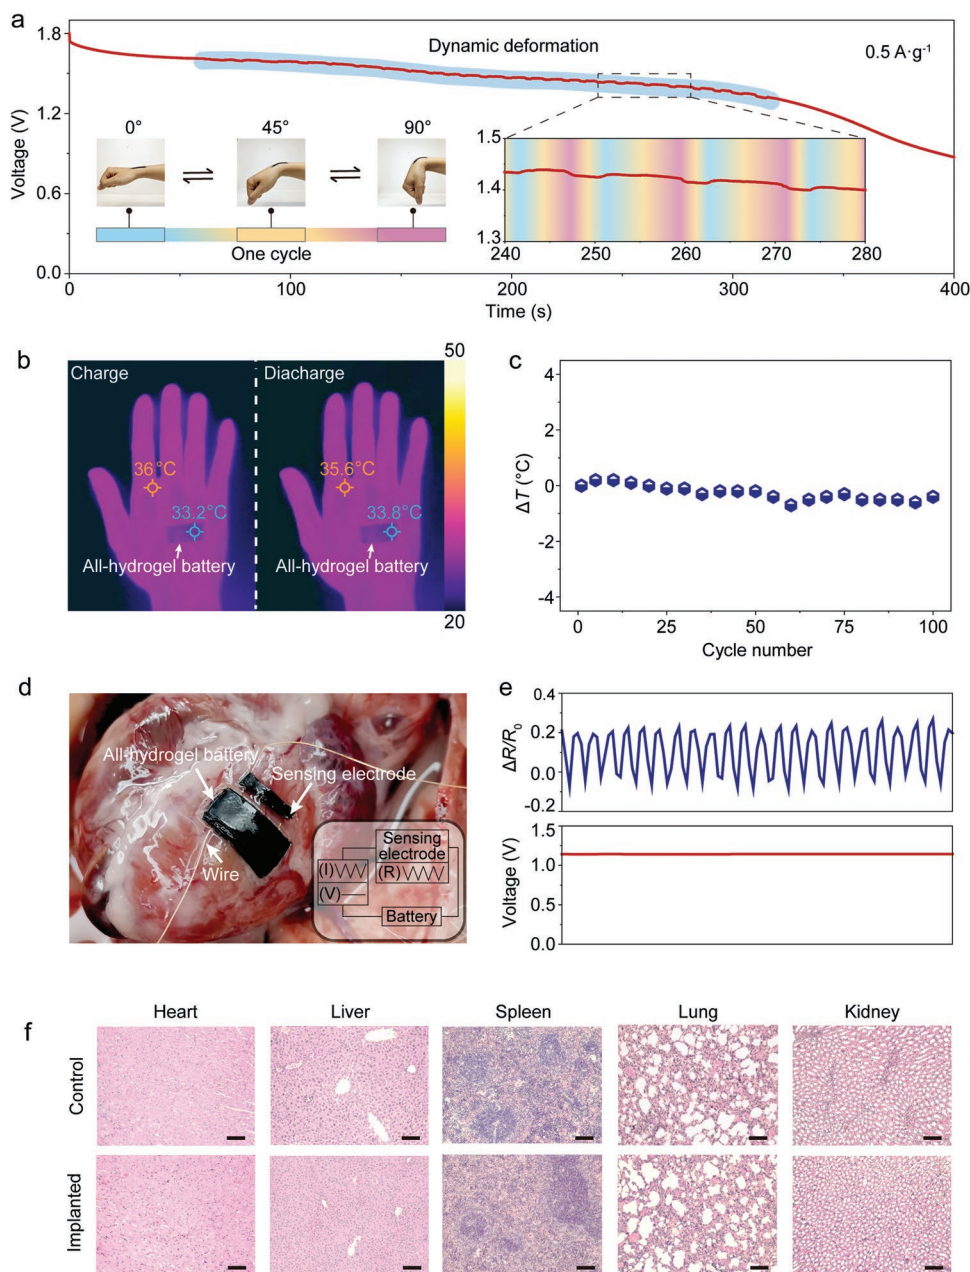 a
1.8
1.2
0.6
0.0
Voltage (V)
Dynamic deformation
0.5 A·g⁻¹
0° 45° 90°
One cycle
1.5
1.4
1.3
240 250 260 270 280
0 100 200 300 400
Time (s)
b
Charge
Diacharge
50
36°C
35.6°C
33.2°C
33.8°C
All-hydrogel battery
All-hydrogel battery
20
c
4
2
0
-2
-4
ΔT (°C)
0 25 50 75 100
Cycle number
d
All-hydrogel battery
Sensing electrode
Wire
Sensing
electrode
(I)
(R)
(V)
Battery
e
0.4
0.2
0.0
-0.2
ΔR/R₀
1.5
1.0
0.5
0.0
Voltage (V)
f
Heart Liver Spleen Lung Kidney
Control
Implanted